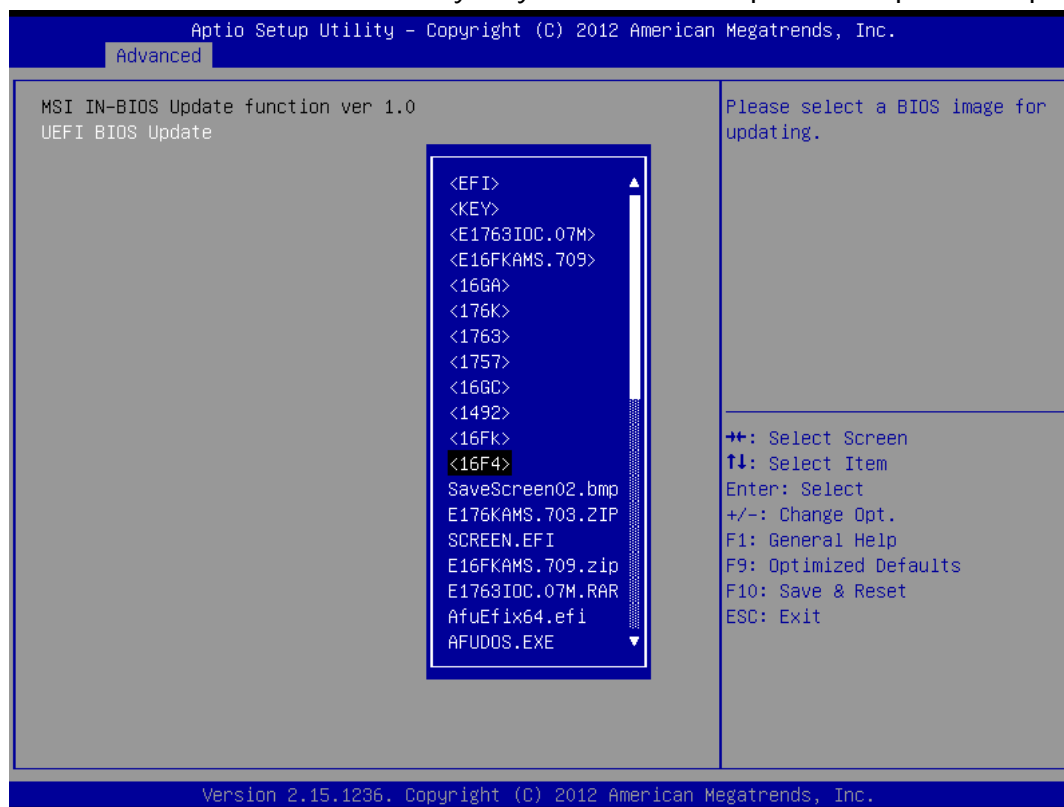 Aptio Setup Utility – Copyright (C) 2012 American Megatrends, Inc.
Advanced
MSI IN-BIOS Update function ver 1.0
UEFI BIOS Update
<EFI>
<KEY>
<E1763IOC.07M>
<E16FKAMS.709>
<16GA>
<176K>
<1763>
<1757>
<16GC>
<1492>
<16FK>
<16F4>
SaveScreen02.bmp
E176KAMS.703.ZIP
SCREEN.EFI
E16FKAMS.709.zip
E1763IOC.07M.RAR
AfuEfix64.efi
AFUDOS.EXE
Please select a BIOS image for
updating.
→←: Select Screen
↑↓: Select Item
Enter: Select
+/-: Change Opt.
F1: General Help
F9: Optimized Defaults
F10: Save & Reset
ESC: Exit
Version 2.15.1236. Copyright (C) 2012 American Megatrends, Inc.